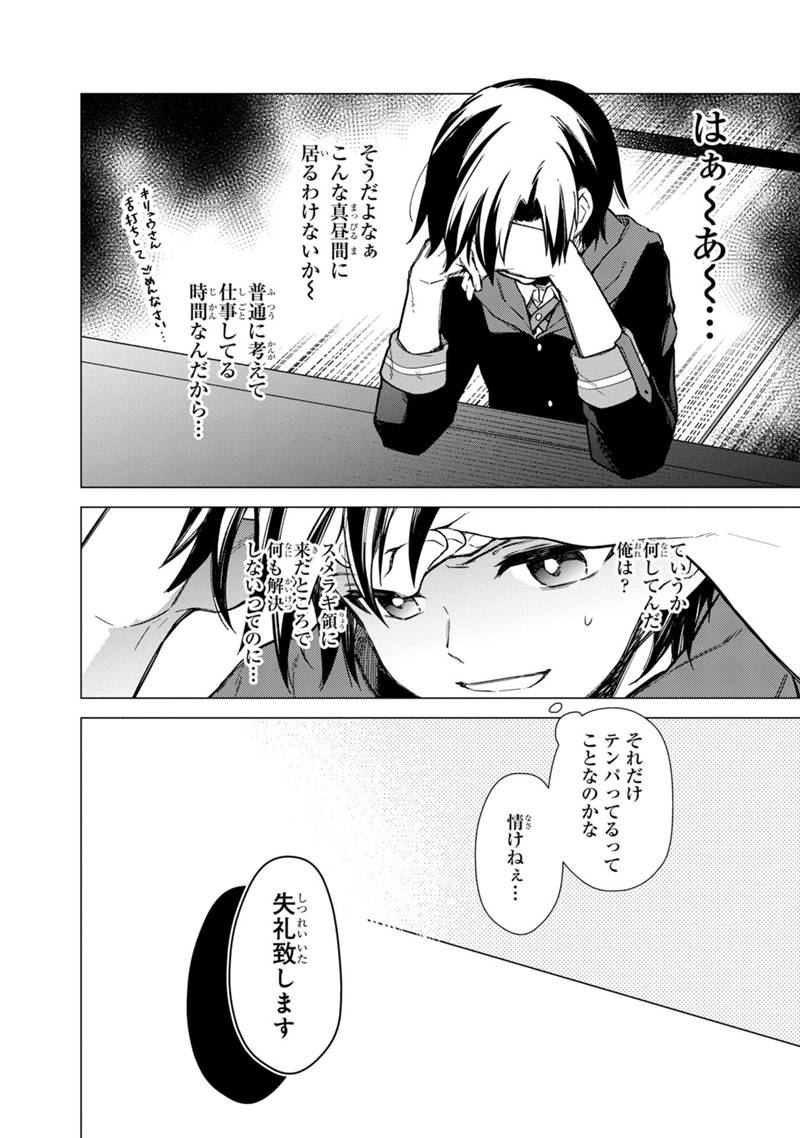 はぁ〜あ〜…
そうだよなぁ
こんな真昼間に
居るわけないか〜
普通に考えて
仕事してる
時間なんだから…
キリュウさん
舌打ちして
ごめんなさい…
ていうか
何してんだ
俺は?
スメラギ領に
来だところで
何も解決
しないつてのに…
それだけ
テンパってるって
ことなのかな
情けねぇ…
失礼致します